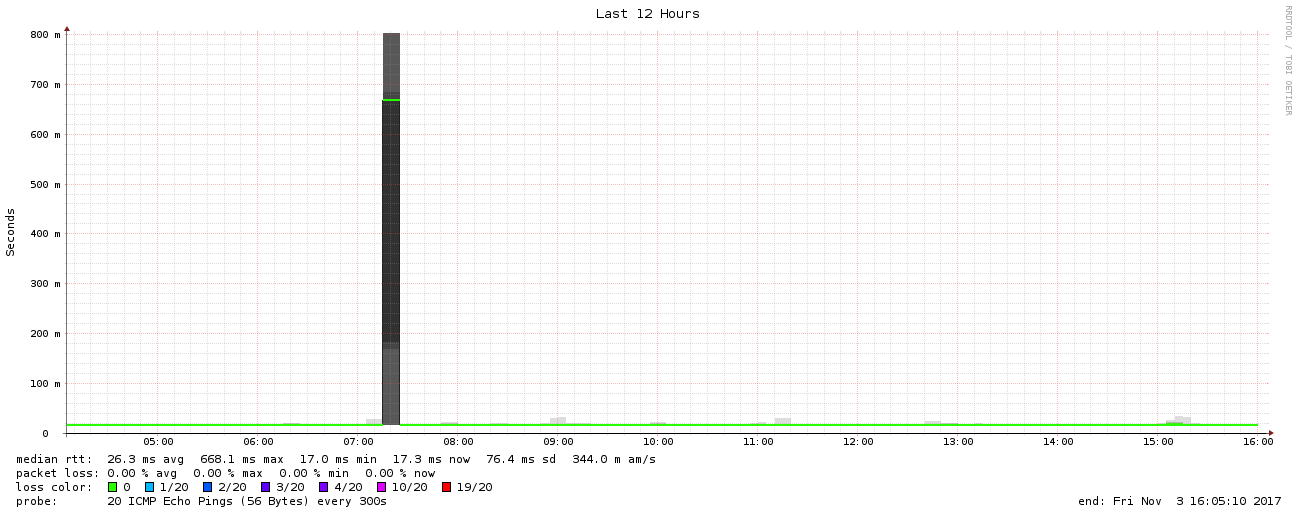 Last 12 Hours
RRDTOOL / TOBI OETIKER
Seconds
800 m
700 m
600 m
500 m
400 m
300 m
200 m
100 m
0
05:00 06:00 07:00 08:00 09:00 10:00 11:00 12:00 13:00 14:00 15:00 16:00
median rtt: 26.3 ms avg 668.1 ms max 17.0 ms min 17.3 ms now 76.4 ms sd 344.0 m am/s
packet loss: 0.00 % avg 0.00 % max 0.00 % min 0.00 % now
loss color: 0 1/20 2/20 3/20 4/20 10/20 19/20
probe: 20 ICMP Echo Pings (56 Bytes) every 300s end: Fri Nov 3 16:05:10 2017